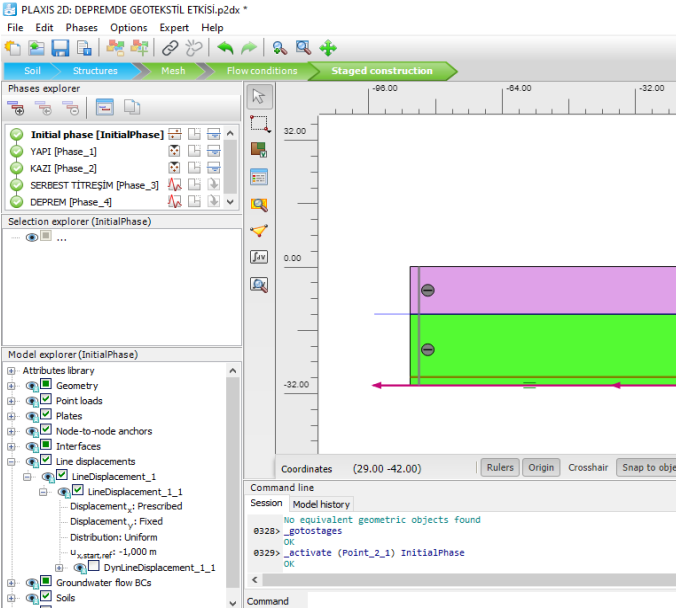 PLAXIS 2D: DEPREMDE GEOTEKSTİL ETKİSİ.p2dx *
File Edit Phases Options Expert Help
Soil Structures Mesh Flow conditions Staged construction
Phases explorer
Initial phase [InitialPhase]
YAPI [Phase_1]
KAZI [Phase_2]
SERBEST TİTREŞİM [Phase_3]
DEPREM [Phase_4]
Selection explorer (InitialPhase)
...
Model explorer (InitialPhase)
Attributes library
Geometry
Point loads
Plates
Node-to-node anchors
Interfaces
Line displacements
LineDisplacement_1
LineDisplacement_1_1
Displacementx: Prescribed
Displacementy: Fixed
Distribution: Uniform
ux,start,ref: -1,000 m
DynLineDisplacement_1_1
Groundwater flow BCs
Soils
-96.00 -64.00 -32.00
32.00
0.00
-32.00
Coordinates (29.00 -42.00) Rulers Origin Crosshair Snap to obje
Command line
Session Model history
No equivalent geometric objects found
0328> _gotostages
OK
0329> _activate (Point_2_1) InitialPhase
OK
Command